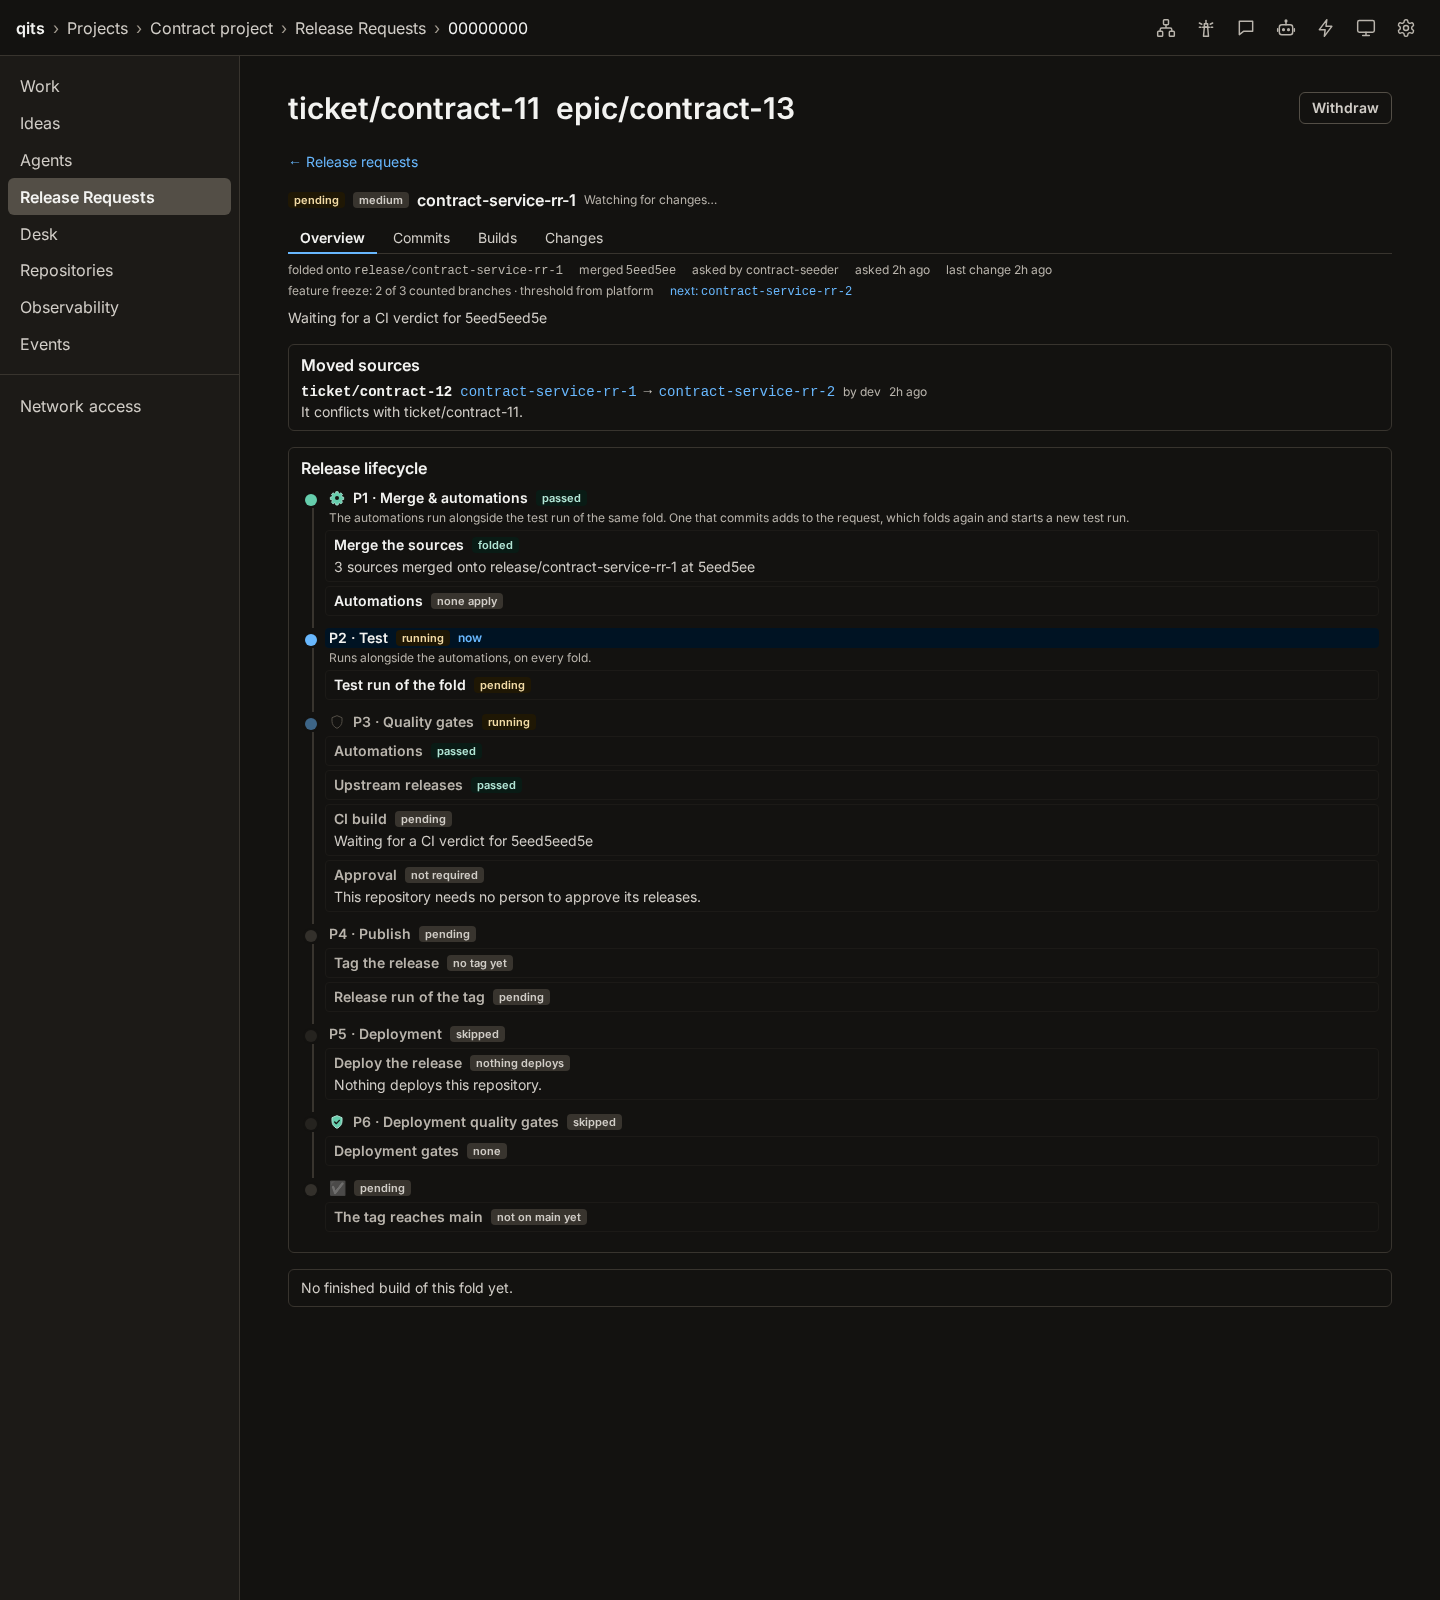 qits › Projects › Contract project › Release Requests › 00000000
Work
Ideas
Agents
Release Requests
Desk
Repositories
Observability
Events
Network access
ticket/contract-11 epic/contract-13
Withdraw
← Release requests
pending medium contract-service-rr-1 Watching for changes...
Overview Commits Builds Changes
folded onto release/contract-service-rr-1 merged 5eed5ee asked by contract-seeder asked 2h ago last change 2h ago
feature freeze: 2 of 3 counted branches · threshold from platform next: contract-service-rr-2
Waiting for a CI verdict for 5eed5eed5e
Moved sources
ticket/contract-12 contract-service-rr-1 → contract-service-rr-2 by dev 2h ago
It conflicts with ticket/contract-11.
Release lifecycle
P1 · Merge & automations passed
The automations run alongside the test run of the same fold. One that commits adds to the request, which folds again and starts a new test run.
Merge the sources folded
3 sources merged onto release/contract-service-rr-1 at 5eed5ee
Automations none apply
P2 · Test running now
Runs alongside the automations, on every fold.
Test run of the fold pending
P3 · Quality gates running
Automations passed
Upstream releases passed
CI build pending
Waiting for a CI verdict for 5eed5eed5e
Approval not required
This repository needs no person to approve its releases.
P4 · Publish pending
Tag the release no tag yet
Release run of the tag pending
P5 · Deployment skipped
Deploy the release nothing deploys
Nothing deploys this repository.
P6 · Deployment quality gates skipped
Deployment gates none
pending
The tag reaches main not on main yet
No finished build of this fold yet.